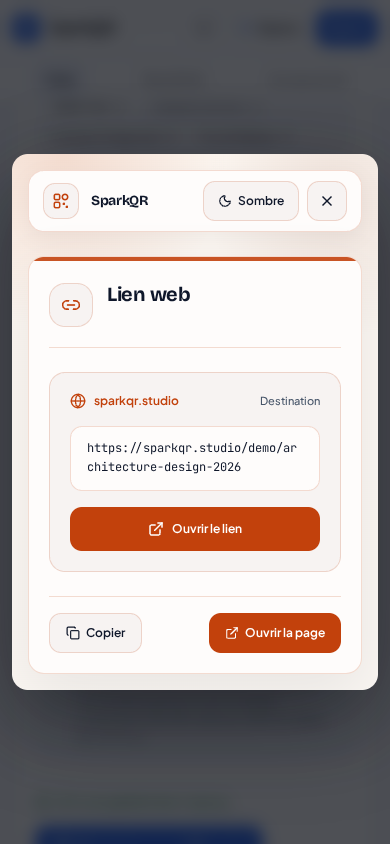 SparkQR
Sombre
Lien web
sparkqr.studio
Destination
https://sparkqr.studio/demo/ar
chitecture-design-2026
Ouvrir le lien
Copier
Ouvrir la page